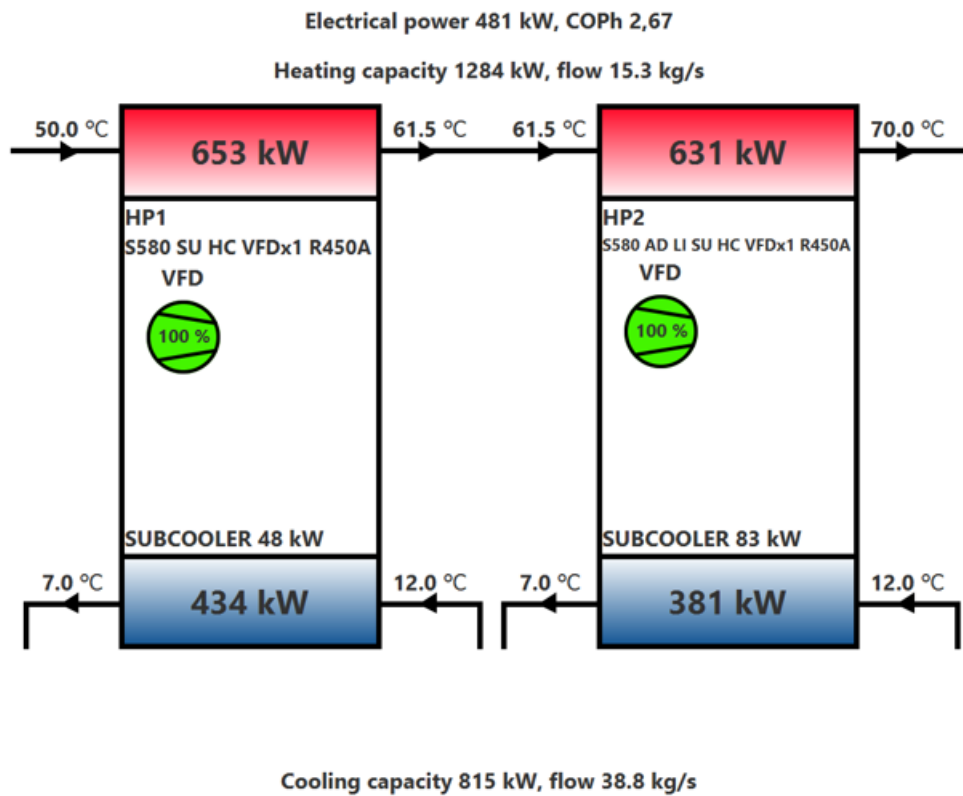 Electrical power 481 kW, COPh 2,67
Heating capacity 1284 kW, flow 15.3 kg/s
50.0 °C
653 kW
61.5 °C
61.5 °C
631 kW
70.0 °C
HP1
S580 SU HC VFDx1 R450A
VFD
100 %
HP2
S580 AD LI SU HC VFDx1 R450A
VFD
100 %
SUBCOOLER 48 kW
SUBCOOLER 83 kW
7.0 °C
434 kW
12.0 °C
7.0 °C
381 kW
12.0 °C
Cooling capacity 815 kW, flow 38.8 kg/s